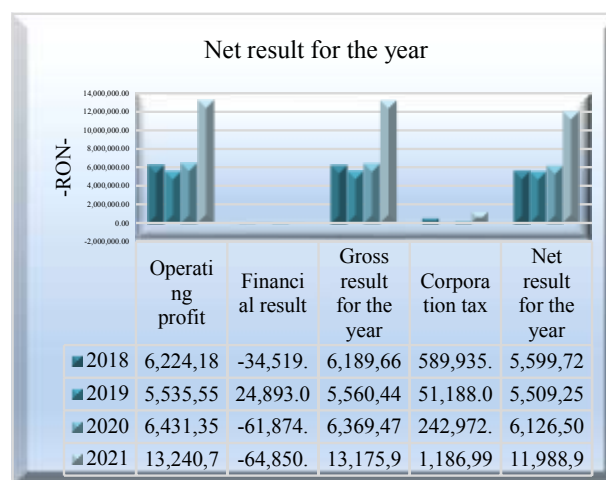 Net result for the year
-RON-
14,000,000.00
12,000,000.00
10,000,000.00
8,000,000.00
6,000,000.00
4,000,000.00
2,000,000.00
0.00
-2,000,000.00
Operati
ng
profit
Financi
al result
Gross
result
for the
year
Corpora
tion tax
Net
result
for the
year
2018 6,224,18 -34,519. 6,189,66 589,935. 5,599,72
2019 5,535,55 24,893.0 5,560,44 51,188.0 5,509,25
2020 6,431,35 -61,874. 6,369,47 242,972. 6,126,50
2021 13,240,7 -64,850. 13,175,9 1,186,99 11,988,9